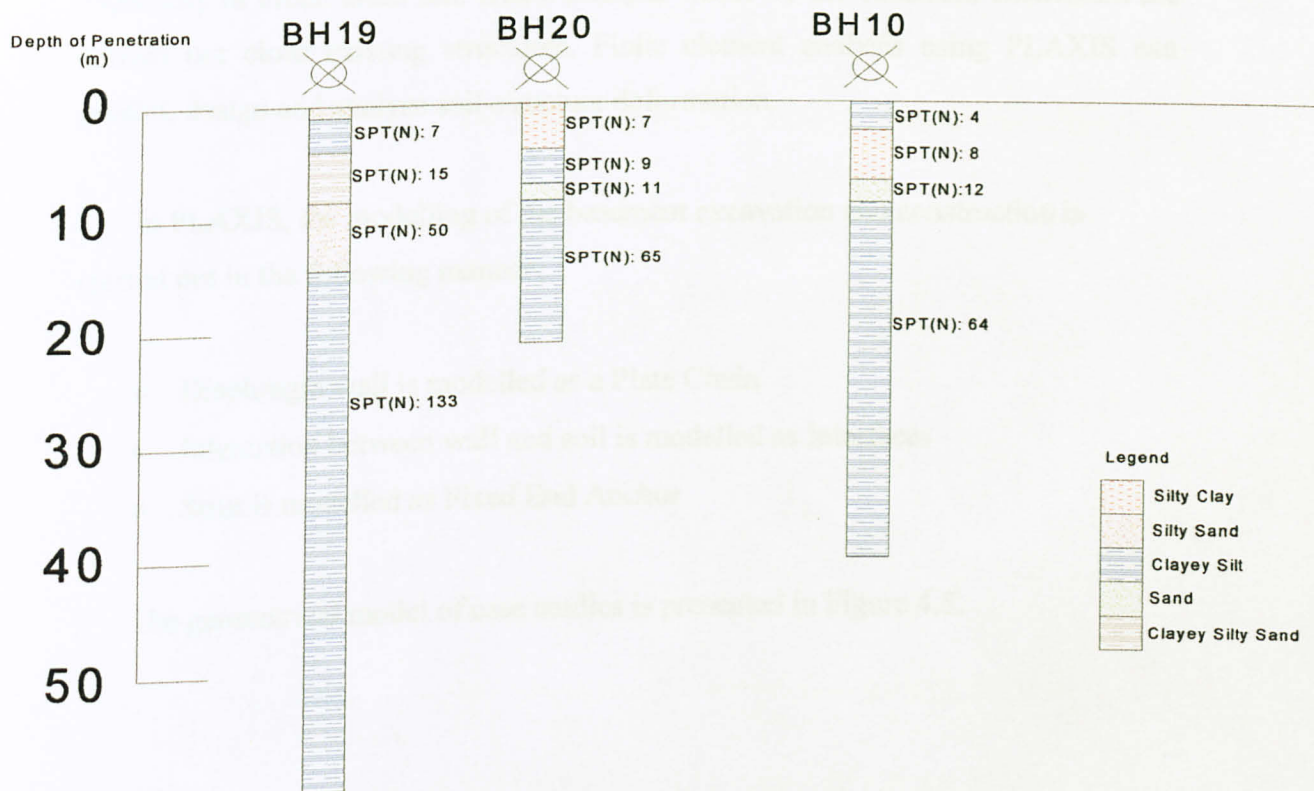 BH19 BH20 BH10
Depth of Penetration
(m)
0
10
20
30
40
50
SPT(N): 7
SPT(N): 15
SPT(N): 50
SPT(N): 133
SPT(N): 7
SPT(N): 9
SPT(N): 11
SPT(N): 65
SPT(N): 4
SPT(N): 8
SPT(N):12
SPT(N): 64
Legend
Silty Clay
Silty Sand
Clayey Silt
Sand
Clayey Silty Sand